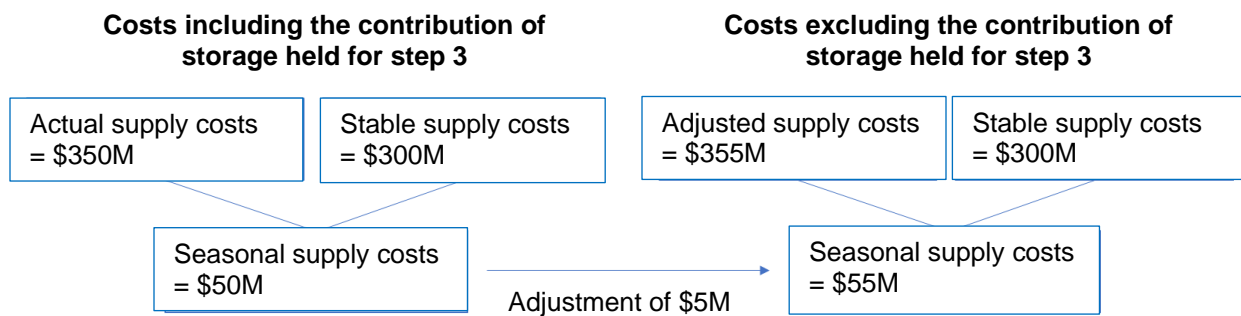 Costs including the contribution of
storage held for step 3
Actual supply costs
= $350M
Stable supply costs
= $300M
Seasonal supply costs
= $50M
Adjustment of $5M
Costs excluding the contribution of
storage held for step 3
Adjusted supply costs
= $355M
Stable supply costs
= $300M
Seasonal supply costs
= $55M